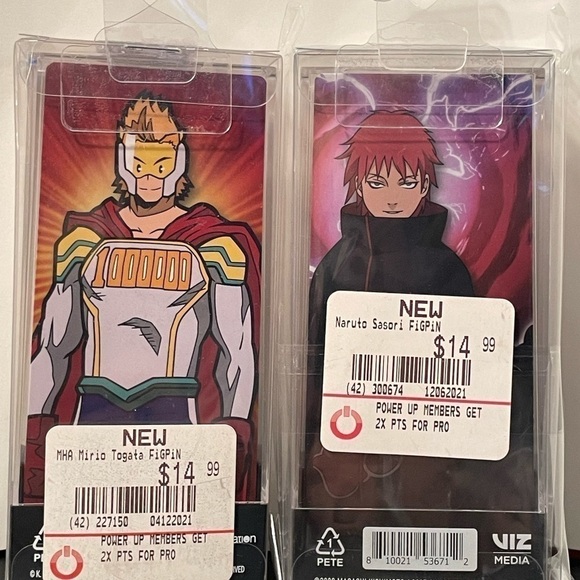 1000000
NEW
MHA Mirio Togata FiGPiN
$14 99
(42) 227150 04122021
POWER UP MEMBERS GET
2X PTS FOR PRO
PETE
NEW
Naruto Sasori FiGPiN
$14 99
(42) 300674 12062021
POWER UP MEMBERS GET
2X PTS FOR PRO
1
PETE
8 10021 53671 2
VIZ
MEDIA